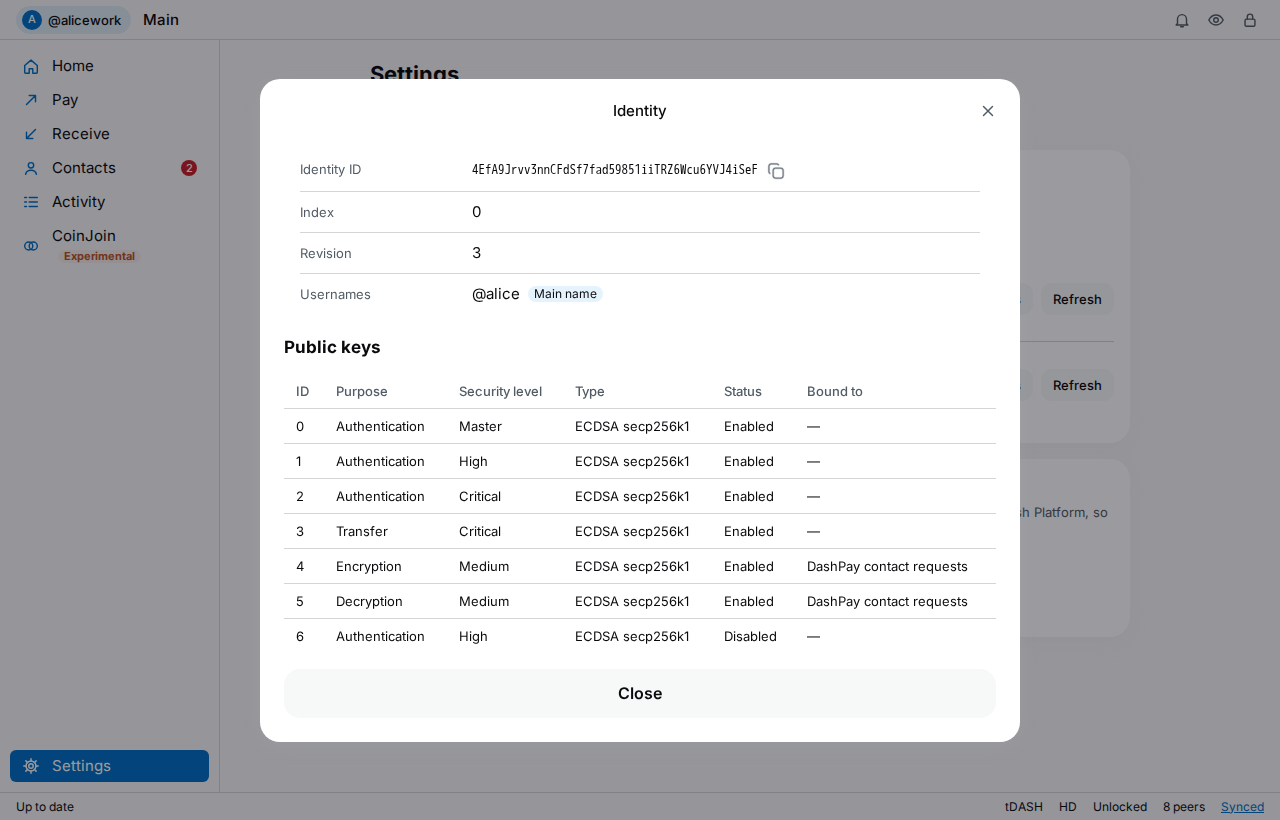 A @alicework Main
Home
Pay
Receive
Contacts 2
Activity
CoinJoin
Experimental
Settings
Settings
Refresh
Refresh
Platform, so
Identity
Identity ID 4EfA9Jrvv3nnCFdSf7fad59851iiTRZ6Wcu6YVJ4iSeF
Index 0
Revision 3
Usernames @alice Main name
Public keys
ID Purpose Security level Type Status Bound to
0 Authentication Master ECDSA secp256k1 Enabled —
1 Authentication High ECDSA secp256k1 Enabled —
2 Authentication Critical ECDSA secp256k1 Enabled —
3 Transfer Critical ECDSA secp256k1 Enabled —
4 Encryption Medium ECDSA secp256k1 Enabled DashPay contact requests
5 Decryption Medium ECDSA secp256k1 Enabled DashPay contact requests
6 Authentication High ECDSA secp256k1 Disabled —
Close
Up to date tDASH HD Unlocked 8 peers Synced